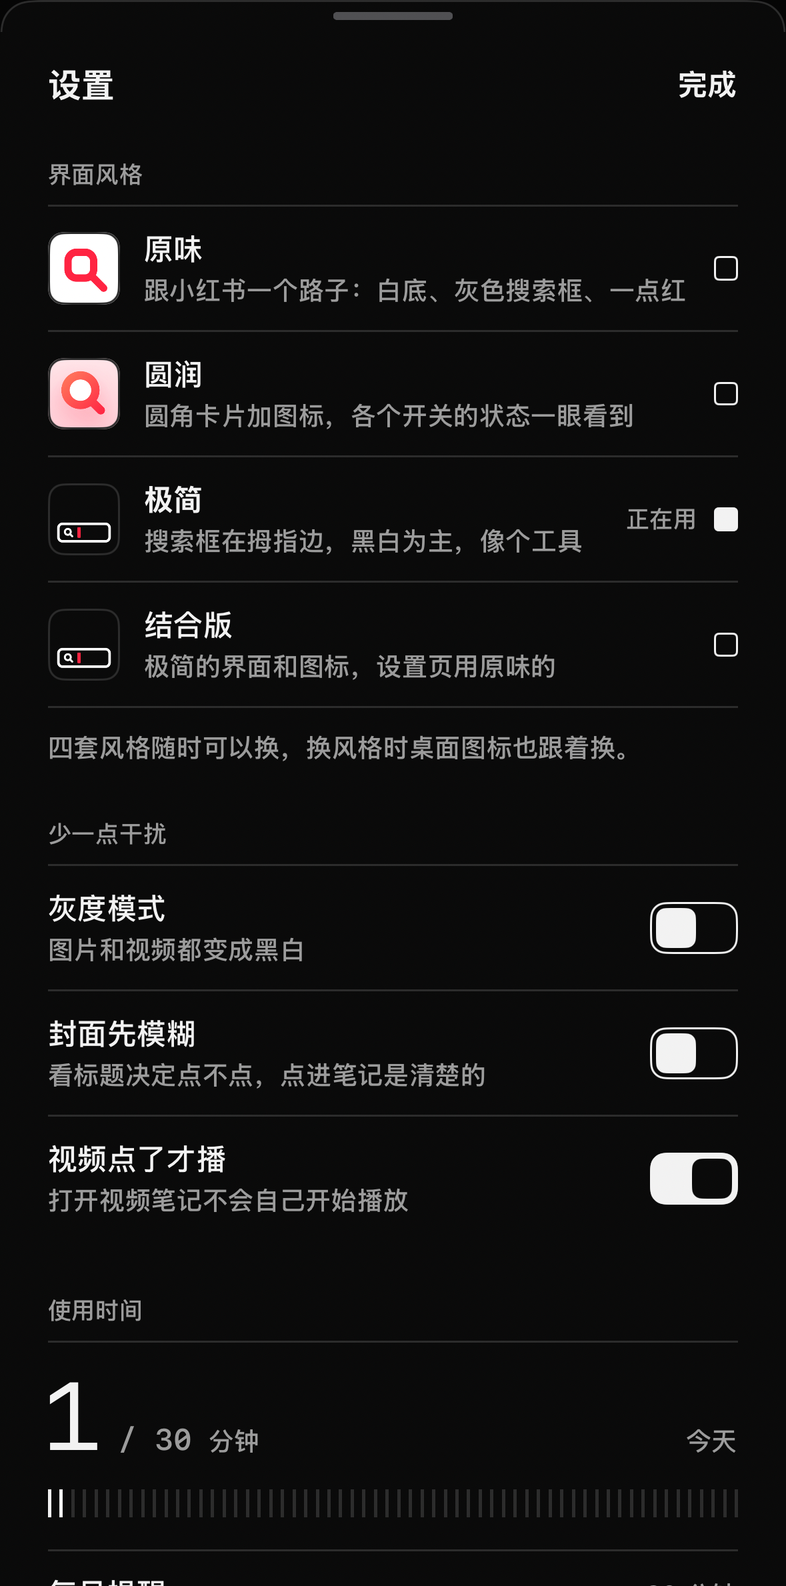 设置
完成
界面风格
原味
跟小红书一个路子：白底、灰色搜索框、一点红
圆润
圆角卡片加图标，各个开关的状态一眼看到
极简
搜索框在拇指边，黑白为主，像个工具
正在用
结合版
极简的界面和图标，设置页用原味的
四套风格随时可以换，换风格时桌面图标也跟着换。
少一点干扰
灰度模式
图片和视频都变成黑白
封面先模糊
看标题决定点不点，点进笔记是清楚的
视频点了才播
打开视频笔记不会自己开始播放
使用时间
1 / 30 分钟
今天